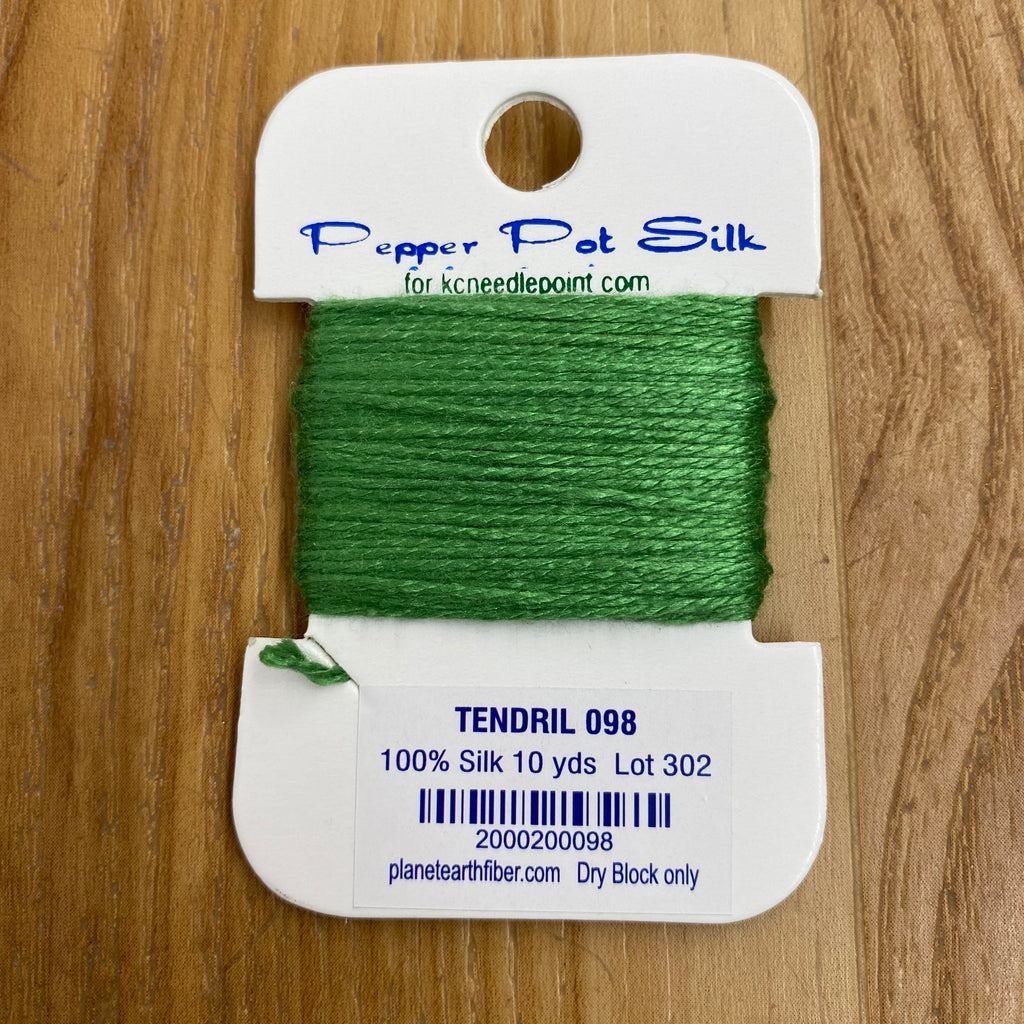 Pepper Pot Silk
for kcneedlepoint com
TENDRIL 098
100% Silk 10 yds Lot 302
2000200098
planetearthfiber.com Dry Block only